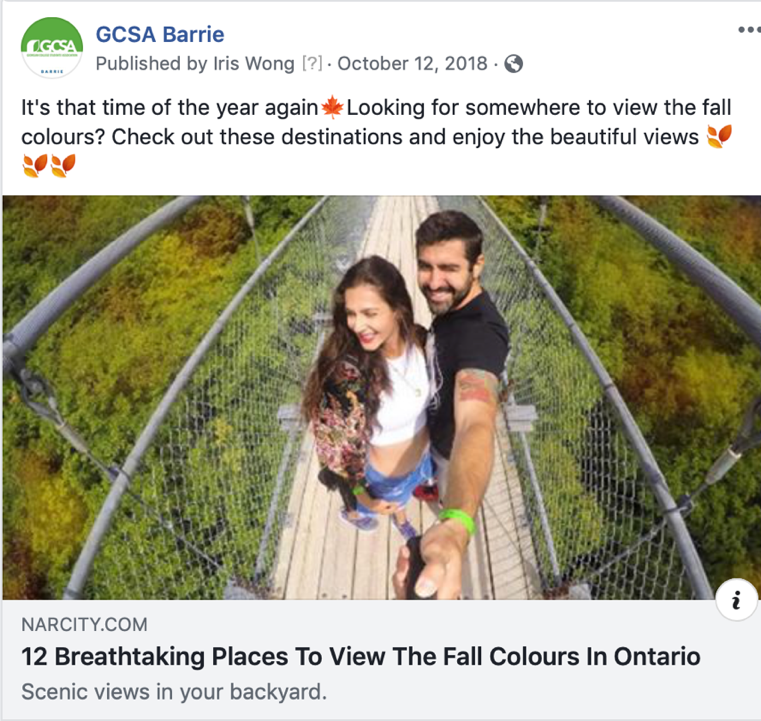 GCSA
BARRIE
GCSA Barrie
Published by Iris Wong [?] · October 12, 2018 ·
It's that time of the year again🍁Looking for somewhere to view the fall
colours? Check out these destinations and enjoy the beautiful views 🍂
🍂🍂
i
NARCITY.COM
12 Breathtaking Places To View The Fall Colours In Ontario
Scenic views in your backyard.